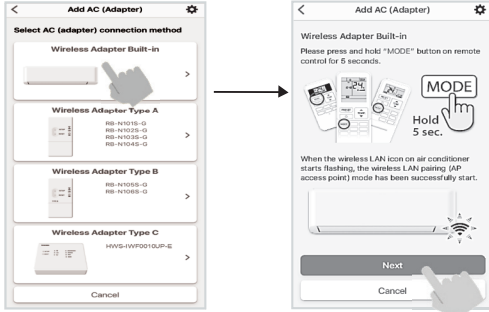 Add AC (Adapter)
Select AC (adapter) connection method
Wireless Adapter Built-in
Wireless Adapter Type A
RB-N101S-G
RB-N102S-G
RB-N103S-G
RB-N104S-G
Wireless Adapter Type B
RB-N105S-G
RB-N106S-G
Wireless Adapter Type C
HWS-IWF0010UP-E
Cancel
Add AC (Adapter)
Wireless Adapter Built-in
Please press and hold "MODE" button on remote
control for 5 seconds.
MODE
Hold
5 sec.
When the wireless LAN icon on air conditioner
starts flashing, the wireless LAN pairing (AP
access point) mode has been successfully start.
Next
Cancel